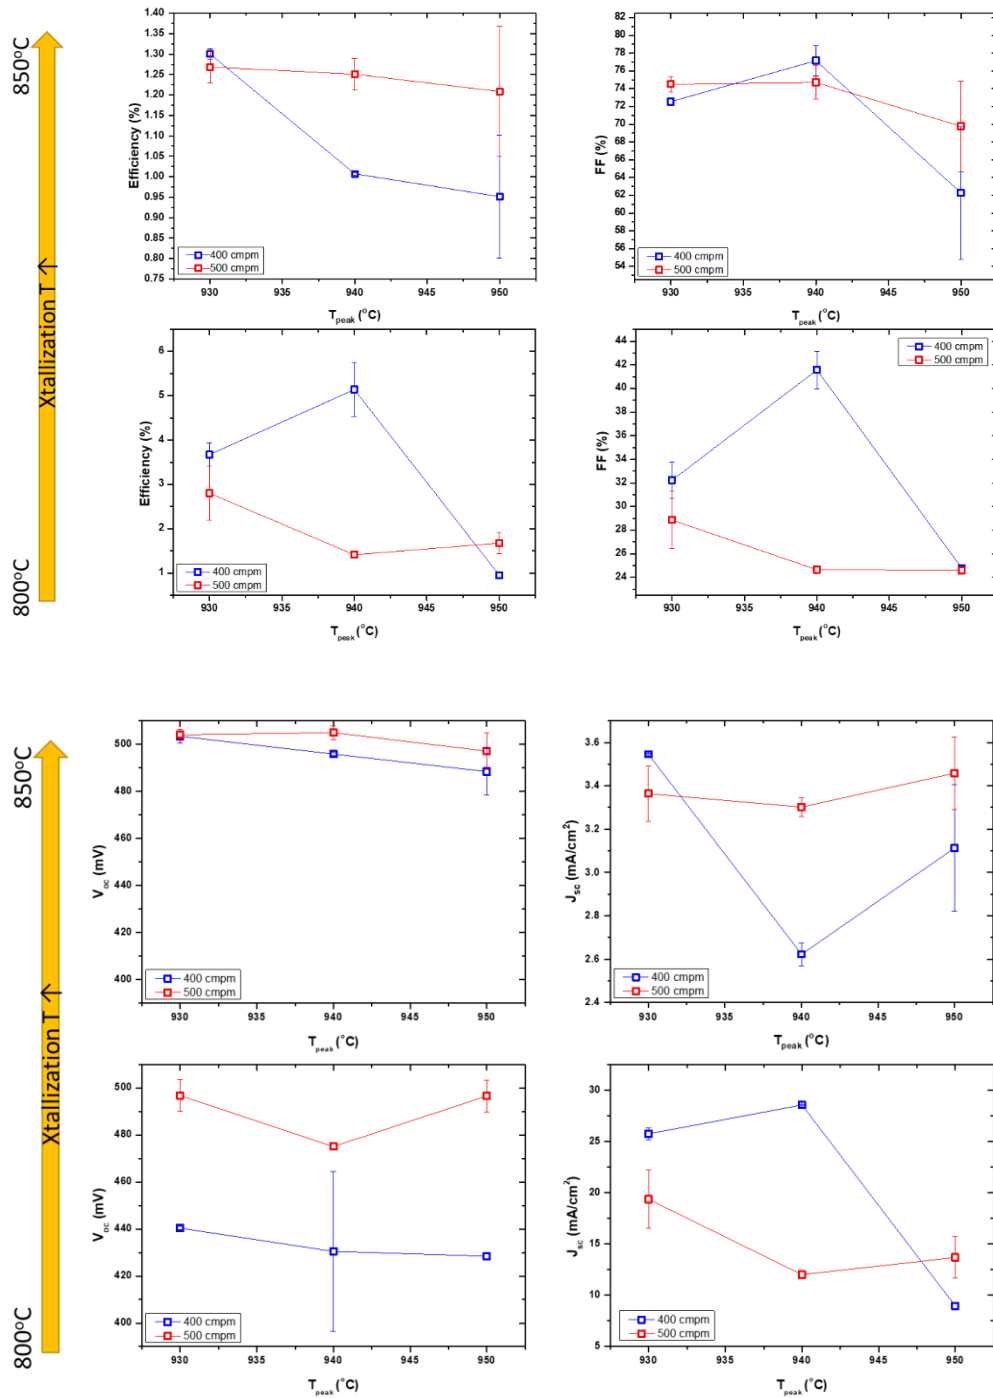 850°C
Xtallization T ↑
800°C
Efficiency (%)
1.40
1.35
1.30
1.25
1.20
1.15
1.10
1.05
1.00
0.95
0.90
0.85
0.80
0.75
400 cmpm
500 cmpm
930 935 940 945 950
Tpeak (°C)
FF (%)
82
80
78
76
74
72
70
68
66
64
62
60
58
56
54
400 cmpm
500 cmpm
930 935 940 945 950
Tpeak (°C)
Efficiency (%)
6
5
4
3
2
1
400 cmpm
500 cmpm
930 935 940 945 950
Tpeak (°C)
FF (%)
44
42
40
38
36
34
32
30
28
26
24
400 cmpm
500 cmpm
930 935 940 945 950
Tpeak (°C)
850°C
Xtallization T ↑
800°C
Voc (mV)
500
480
460
440
420
400
400 cmpm
500 cmpm
930 935 940 945 950
Tpeak (°C)
Jsc (mA/cm²)
3.6
3.4
3.2
3.0
2.8
2.6
2.4
400 cmpm
500 cmpm
930 935 940 945 950
Tpeak (°C)
Voc (mV)
500
480
460
440
420
400
400 cmpm
500 cmpm
930 935 940 945 950
Tpeak (°C)
Jsc (mA/cm²)
30
25
20
15
10
5
400 cmpm
500 cmpm
930 935 940 945 950
Tpeak (°C)